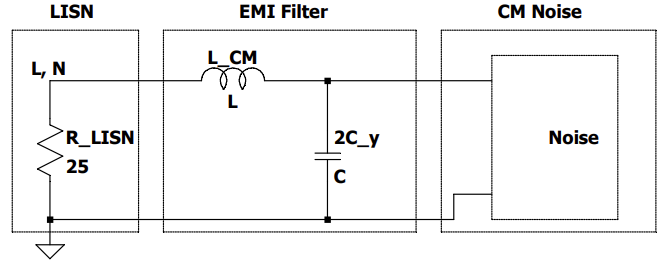 LISN
EMI Filter
CM Noise
L, N
L_CM
L
R_LISN
25
2C_y
C
Noise